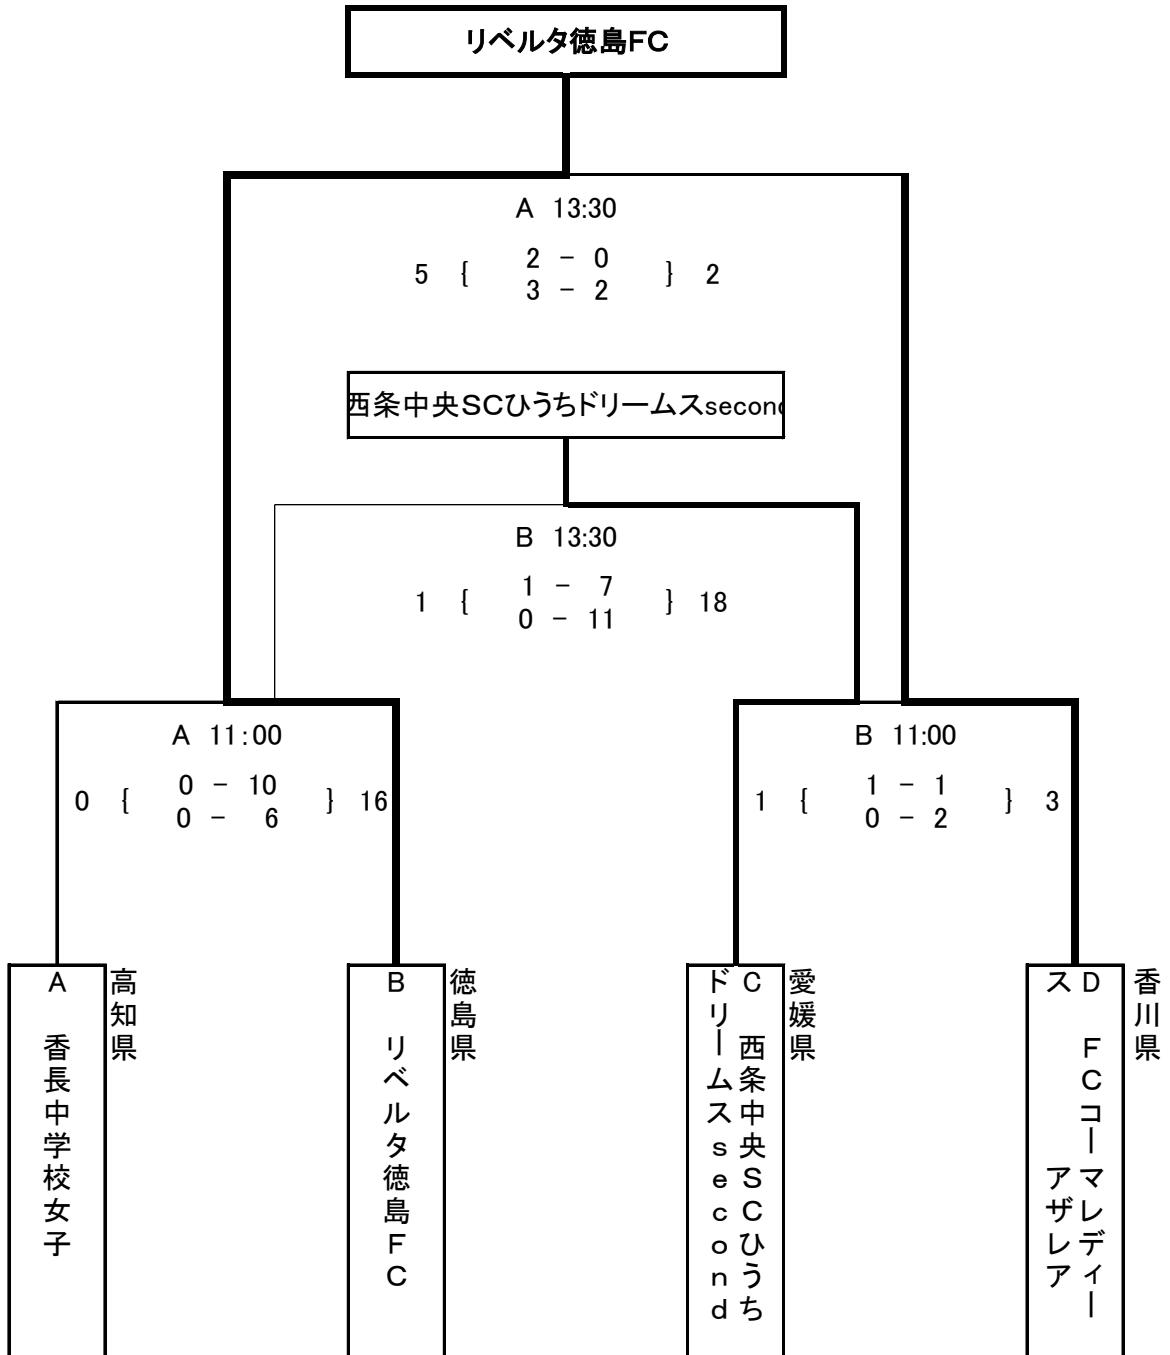 リベルタ徳島FC
A 13:30
5 { 2 - 0 } 2
3 - 2
西条中央SCひうちドリームスsecond
B 13:30
1 { 1 - 7 } 18
0 - 11
A 11:00
0 { 0 - 10 } 16
0 - 6
B 11:00
1 { 1 - 1 } 3
0 - 2
高知県
A 香長中学校女子
徳島県
B リベルタ徳島FC
愛媛県
C 西条中央SCひうち
ドリームスsecond
香川県
D FCコーマレディー
ス アザレア